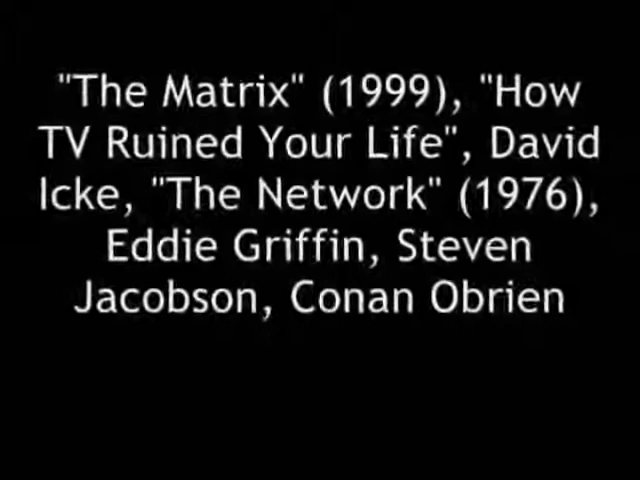 "The Matrix" (1999), "How
TV Ruined Your Life", David
Icke, "The Network" (1976),
Eddie Griffin, Steven
Jacobson, Conan Obrien